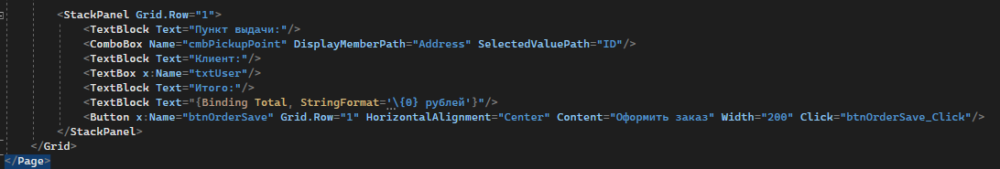 <StackPanel Grid.Row="1">
<TextBlock Text="Пункт выдачи:"/>
<ComboBox Name="cmbPickupPoint" DisplayMemberPath="Address" SelectedValuePath="ID"/>
<TextBlock Text="Клиент:"/>
<TextBox x:Name="txtUser"/>
<TextBlock Text="Итого:"/>
<TextBlock Text="{Binding Total, StringFormat='\{0} рублей'}"/>
<Button x:Name="btnOrderSave" Grid.Row="1" HorizontalAlignment="Center" Content="Оформить заказ" Width="200" Click="btnOrderSave_Click"/>
</StackPanel>
</Grid>
</Page>